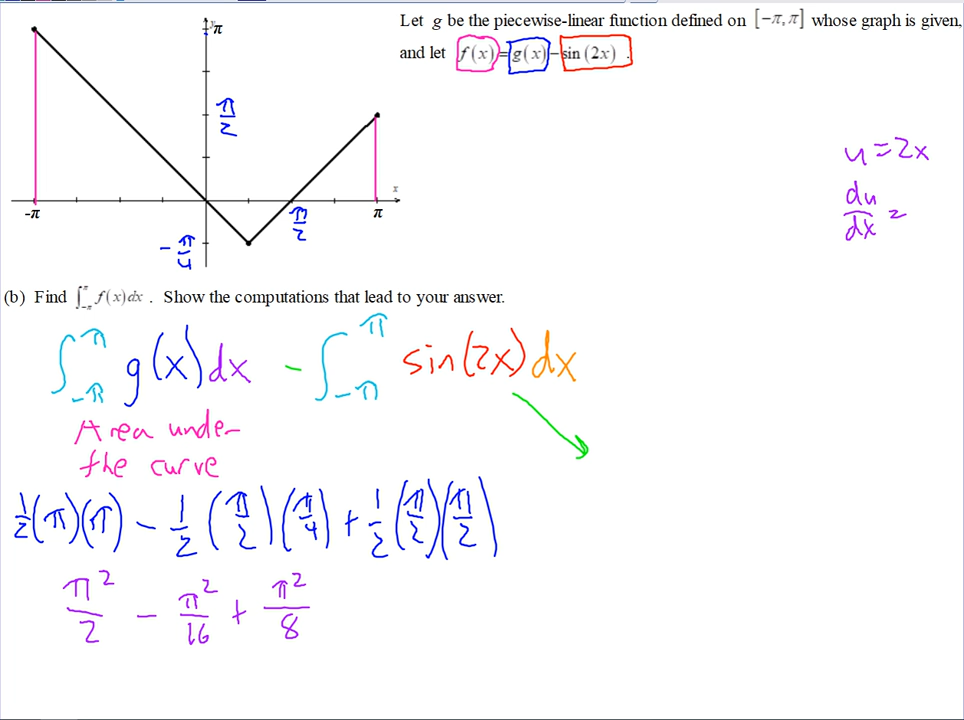 Let g be the piecewise-linear function defined on [−π, π] whose graph is given,
and let f(x) = g(x) − sin(2x) .
y
π
π/2
x
-π
π/2
π
-π/4
u = 2x
du/dx =
(b) Find ∫_{-π}^{π} f(x)dx . Show the computations that lead to your answer.
∫_{-π}^{π} g(x)dx − ∫_{-π}^{π} sin(2x)dx
Area under
the curve
1/2(π)(π) − 1/2(π/2)(π/4) + 1/2(π/2)(π/2)
π²/2 − π²/16 + π²/8